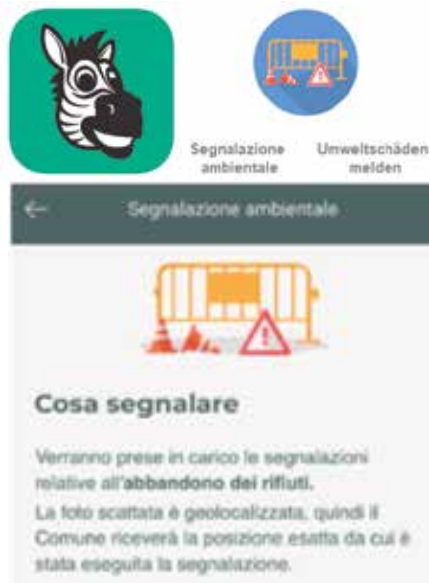 Segnalazione
ambientale
Umweltschäden
melden
← Segnalazione ambientale
Cosa segnalare
Verranno prese in carico le segnalazioni
relative all'abbandono dei rifiuti.
La foto scattata è geolocalizzata, quindi il
Comune riceverà la posizione esatta da cui è
stata eseguita la segnalazione.